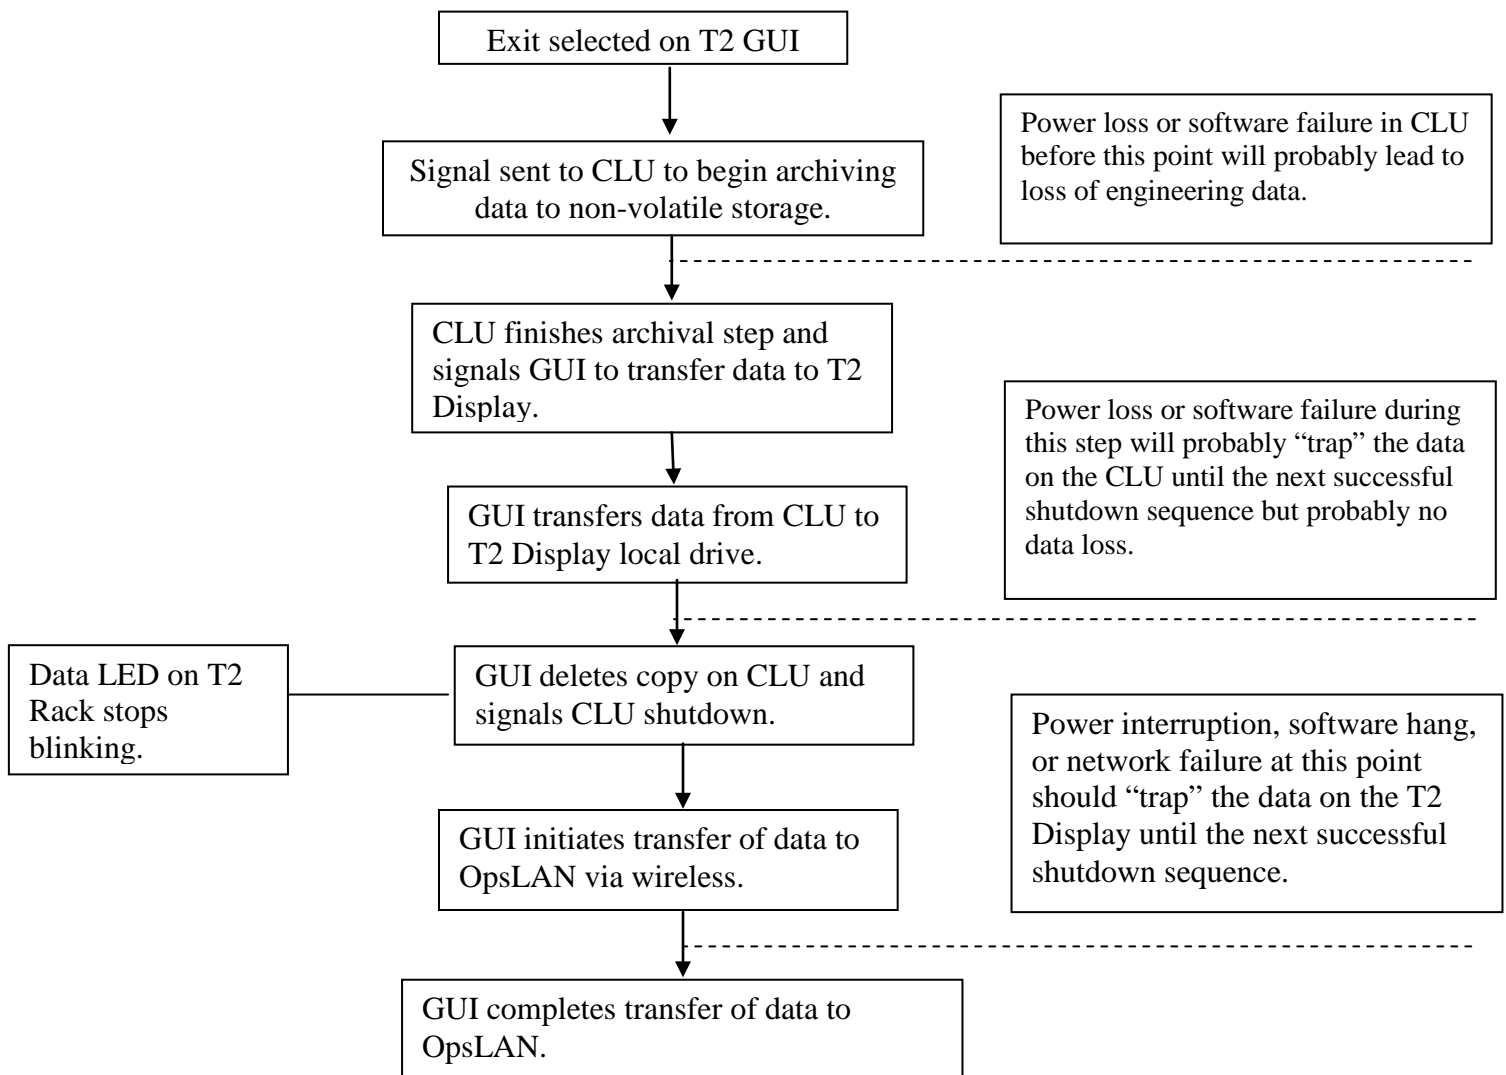 Exit selected on T2 GUI
Power loss or software failure in CLU
before this point will probably lead to
loss of engineering data.
Signal sent to CLU to begin archiving
data to non-volatile storage.
CLU finishes archival step and
signals GUI to transfer data to T2
Display.
Power loss or software failure during
this step will probably “trap” the data
on the CLU until the next successful
shutdown sequence but probably no
data loss.
GUI transfers data from CLU to
T2 Display local drive.
Data LED on T2
Rack stops
blinking.
GUI deletes copy on CLU and
signals CLU shutdown.
Power interruption, software hang,
or network failure at this point
should “trap” the data on the T2
Display until the next successful
shutdown sequence.
GUI initiates transfer of data to
OpsLAN via wireless.
GUI completes transfer of data to
OpsLAN.